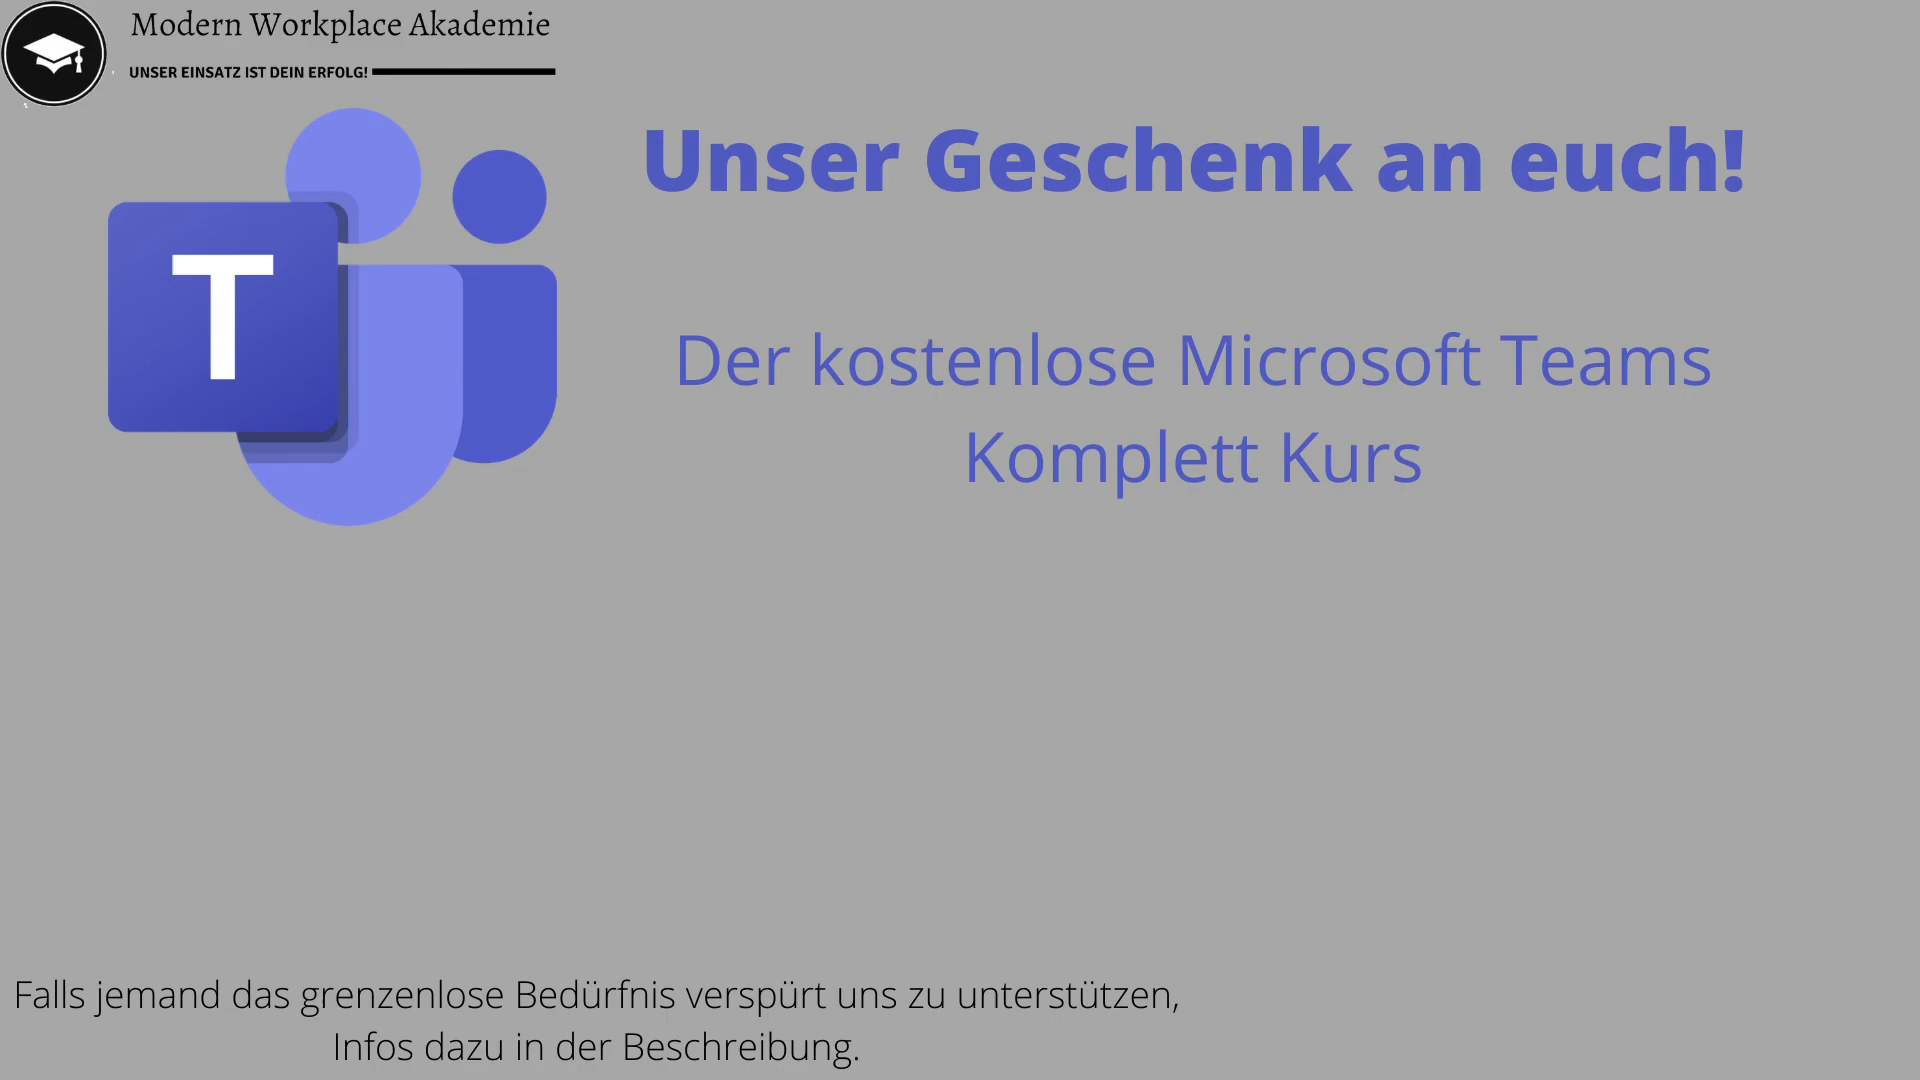 Modern Workplace Akademie
UNSER EINSATZ IST DEIN ERFOLG!
T
Unser Geschenk an euch!
Der kostenlose Microsoft Teams
Komplett Kurs
Falls jemand das grenzenlose Bedürfnis verspürt uns zu unterstützen,
Infos dazu in der Beschreibung.